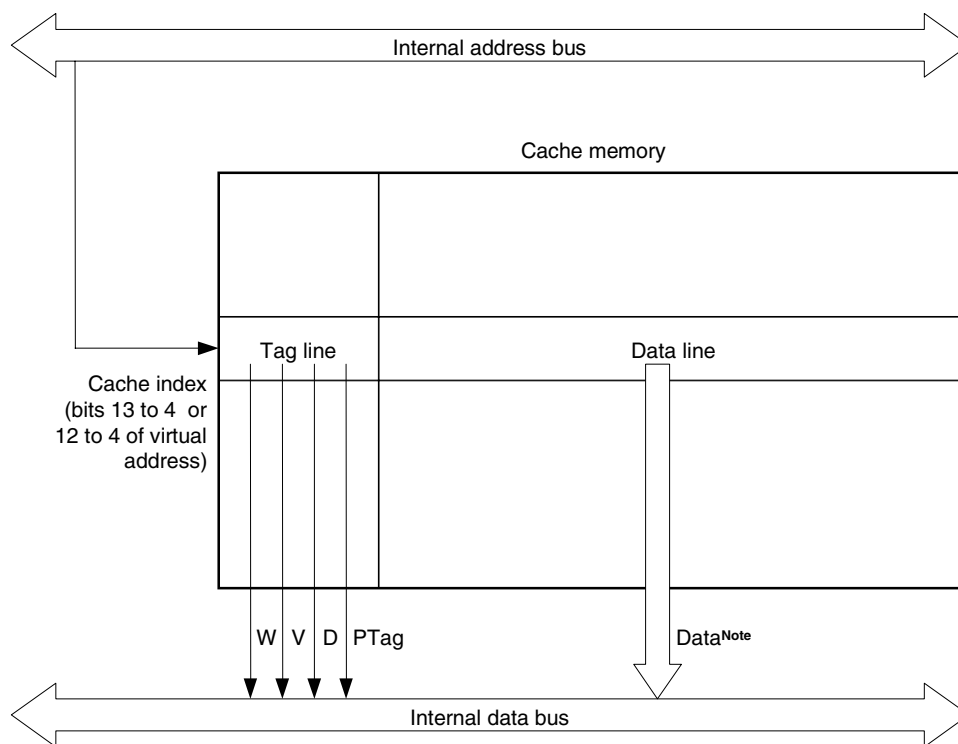 Internal address bus
Cache memory
Tag line
Data line
Cache index
(bits 13 to 4 or
12 to 4 of virtual
address)
W V D PTag
DataNote
Internal data bus